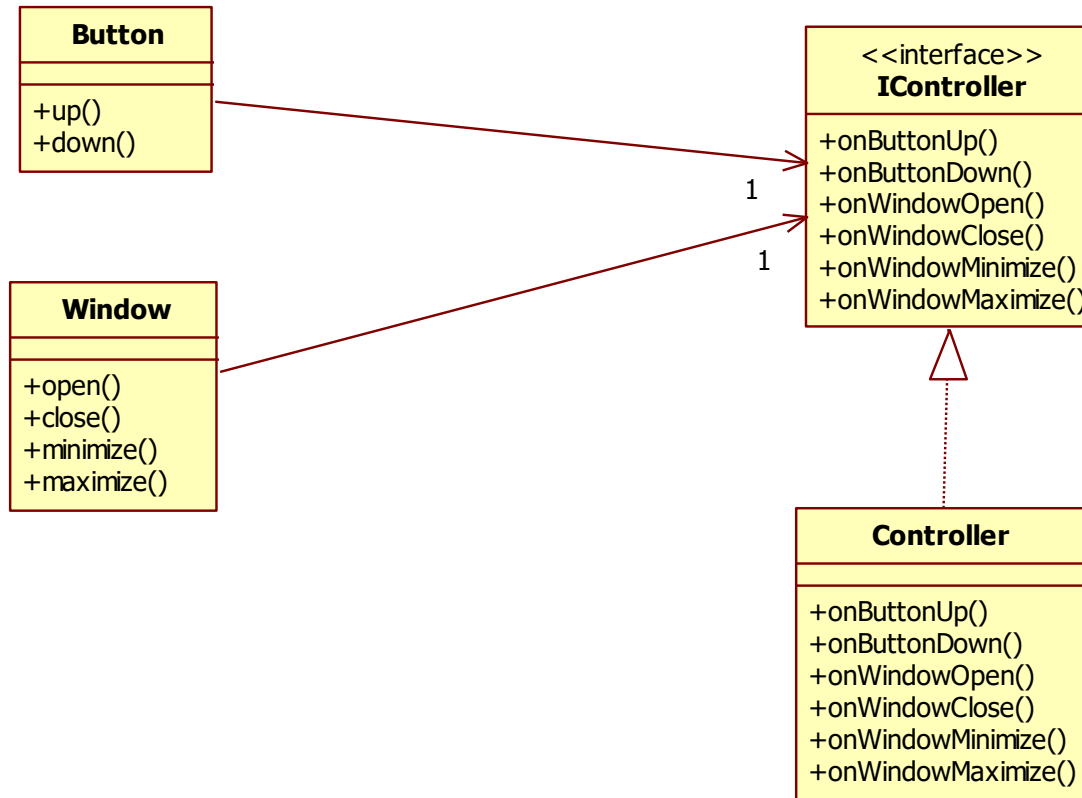 Button
+up()
+down()
<<interface>>
IController
+onButtonUp()
+onButtonDown()
+onWindowOpen()
+onWindowClose()
+onWindowMinimize()
+onWindowMaximize()
1
1
Window
+open()
+close()
+minimize()
+maximize()
Controller
+onButtonUp()
+onButtonDown()
+onWindowOpen()
+onWindowClose()
+onWindowMinimize()
+onWindowMaximize()